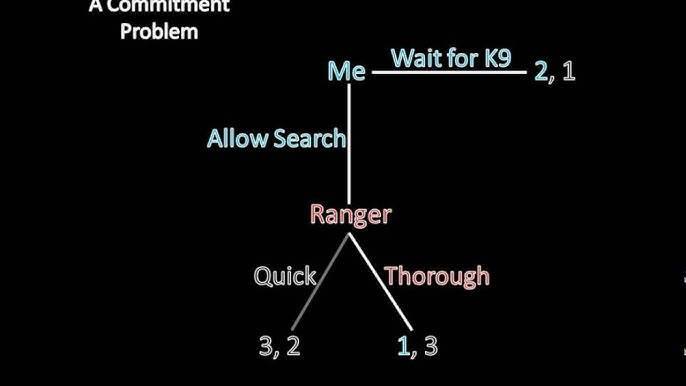 A Commitment
Problem
Me
Wait for K9
2, 1
Allow Search
Ranger
Quick
Thorough
3, 2
1, 3